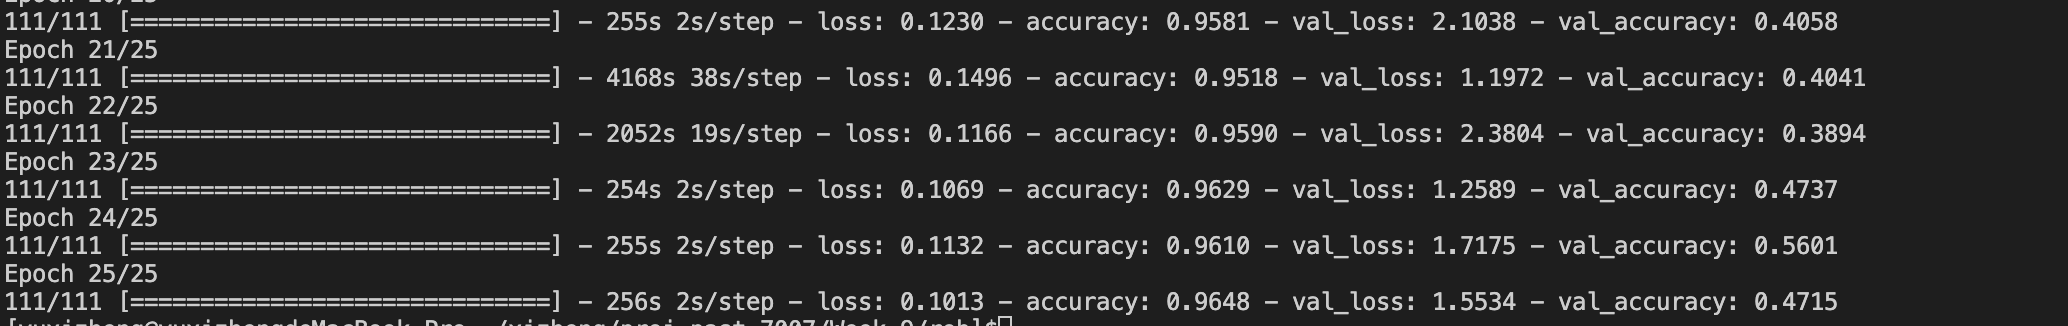 111/111 [==============================] - 255s 2s/step - loss: 0.1230 - accuracy: 0.9581 - val_loss: 2.1038 - val_accuracy: 0.4058
Epoch 21/25
111/111 [==============================] - 4168s 38s/step - loss: 0.1496 - accuracy: 0.9518 - val_loss: 1.1972 - val_accuracy: 0.4041
Epoch 22/25
111/111 [==============================] - 2052s 19s/step - loss: 0.1166 - accuracy: 0.9590 - val_loss: 2.3804 - val_accuracy: 0.3894
Epoch 23/25
111/111 [==============================] - 254s 2s/step - loss: 0.1069 - accuracy: 0.9629 - val_loss: 1.2589 - val_accuracy: 0.4737
Epoch 24/25
111/111 [==============================] - 255s 2s/step - loss: 0.1132 - accuracy: 0.9610 - val_loss: 1.7175 - val_accuracy: 0.5601
Epoch 25/25
111/111 [==============================] - 256s 2s/step - loss: 0.1013 - accuracy: 0.9648 - val_loss: 1.5534 - val_accuracy: 0.4715